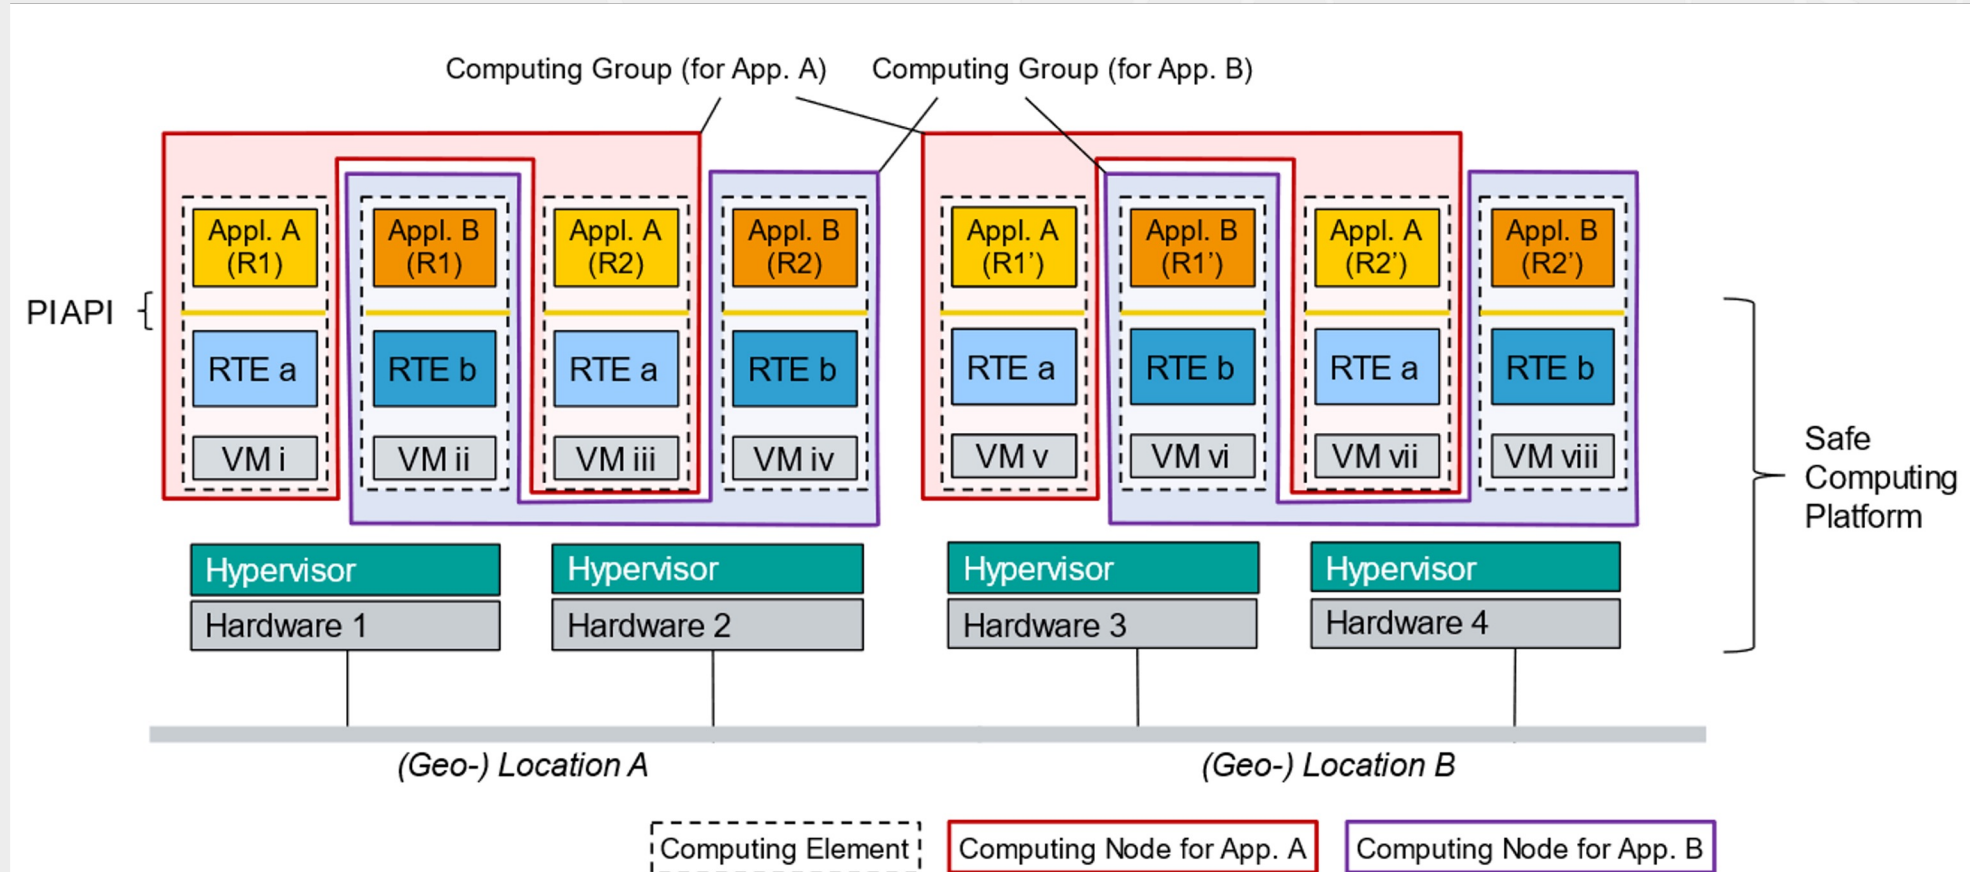 Computing Group (for App. A)
Computing Group (for App. B)
Appl. A
(R1)
Appl. B
(R1)
Appl. A
(R2)
Appl. B
(R2)
Appl. A
(R1’)
Appl. B
(R1’)
Appl. A
(R2’)
Appl. B
(R2’)
PIAPI
RTE a
RTE b
RTE a
RTE b
RTE a
RTE b
RTE a
RTE b
VM i
VM ii
VM iii
VM iv
VM v
VM vi
VM vii
VM viii
Safe
Computing
Platform
Hypervisor
Hypervisor
Hypervisor
Hypervisor
Hardware 1
Hardware 2
Hardware 3
Hardware 4
(Geo-) Location A
(Geo-) Location B
Computing Element
Computing Node for App. A
Computing Node for App. B